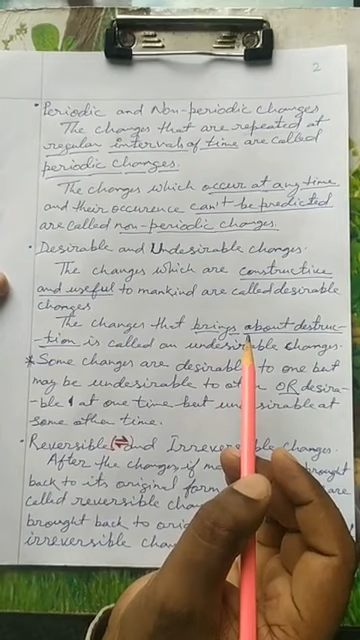 2
• Periodic and Non-periodic changes
The changes that are repeated at
regular intervals of time are called
periodic changes.
The changes which occur at any time
and their occurence can't be predicted
are called non-periodic changes.
• Desirable and Undesirable changes.
The changes which are constructive
and useful to mankind are called desirable
changes
The changes that brings about destruc-
-tion is called an undesirable changes.
* Some changes are desirable to one but
may be undesirable to other OR desira-
-ble at one time but undesirable at
some other time.
• Reversible (⇌) and Irreversible changes.
After the changes if brought
back to its original form are
called reversible
brought back to
irreversible